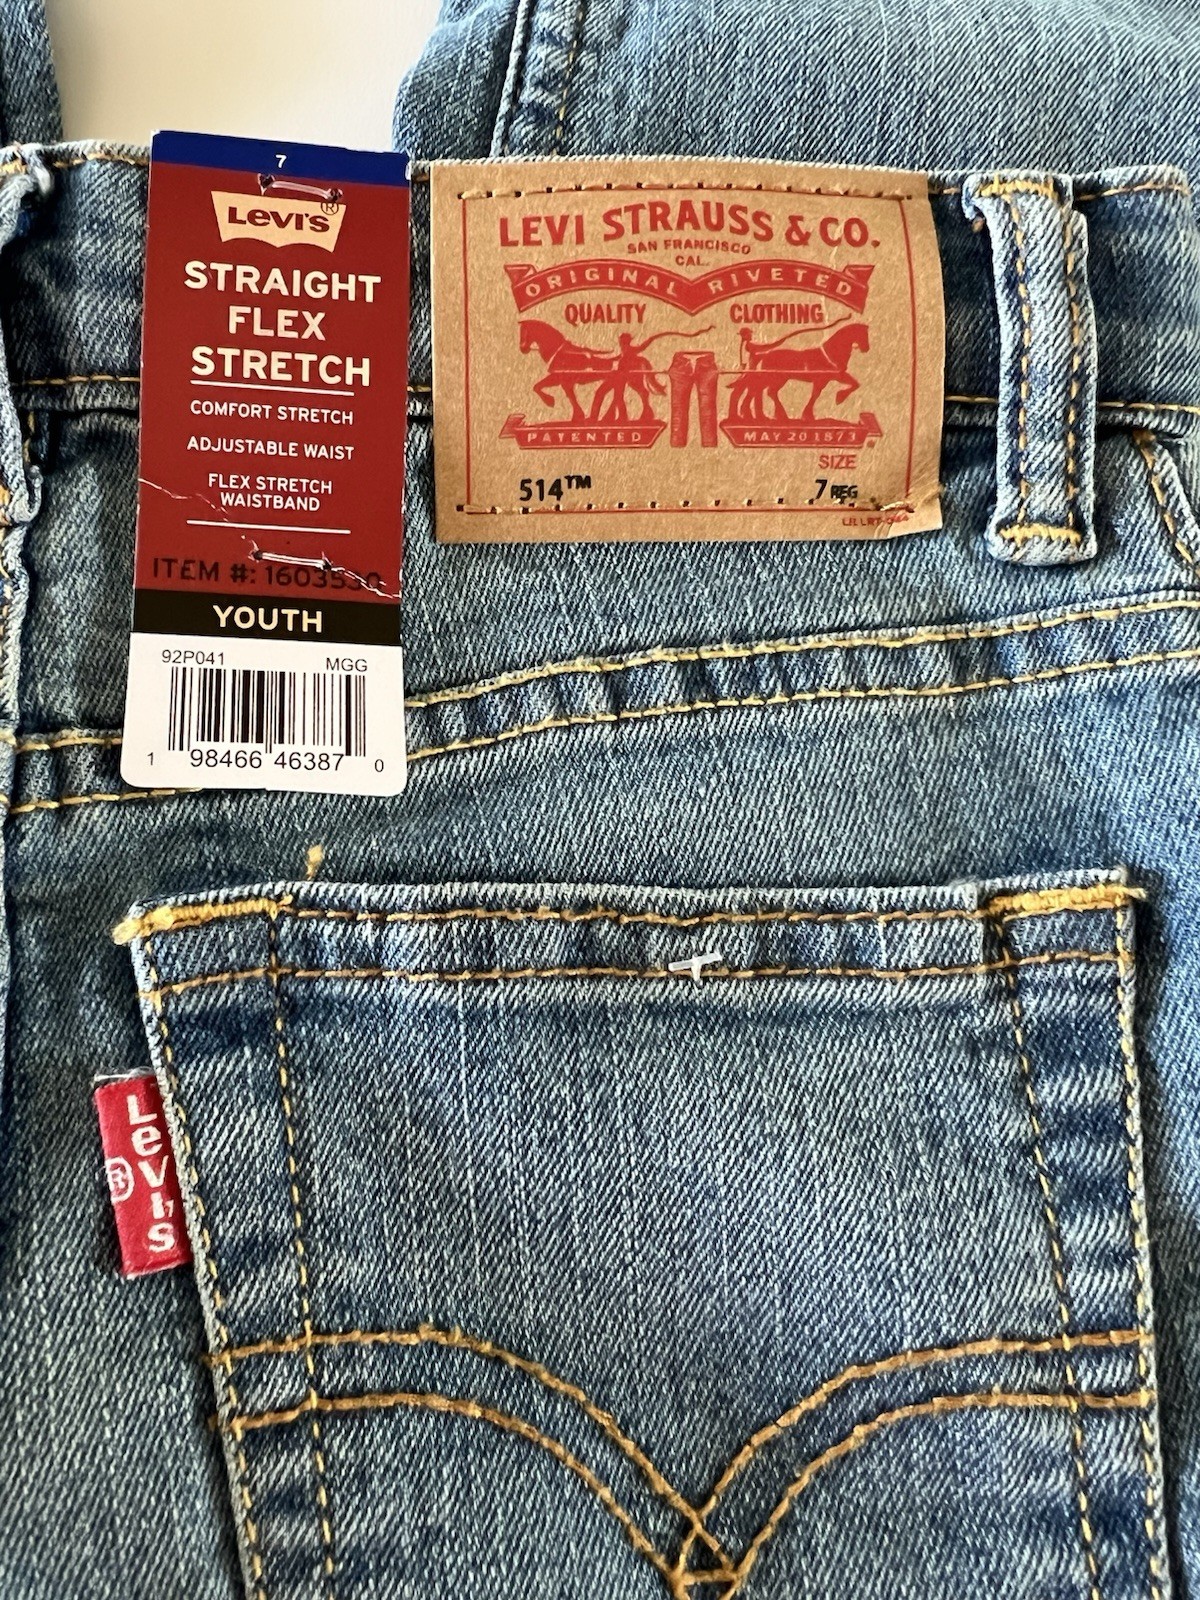 7
Levi's®
STRAIGHT
FLEX
STRETCH
COMFORT STRETCH
ADJUSTABLE WAIST
FLEX STRETCH
WAISTBAND
ITEM #: 1603530
YOUTH
92P041 MGG
1 98466 46387 0
LEVI STRAUSS & CO.
SAN FRANCISCO
CAL.
ORIGINAL RIVETED
QUALITY CLOTHING
PATENTED MAY 20 1873
SIZE
514™ 7 REG
Levi's
®